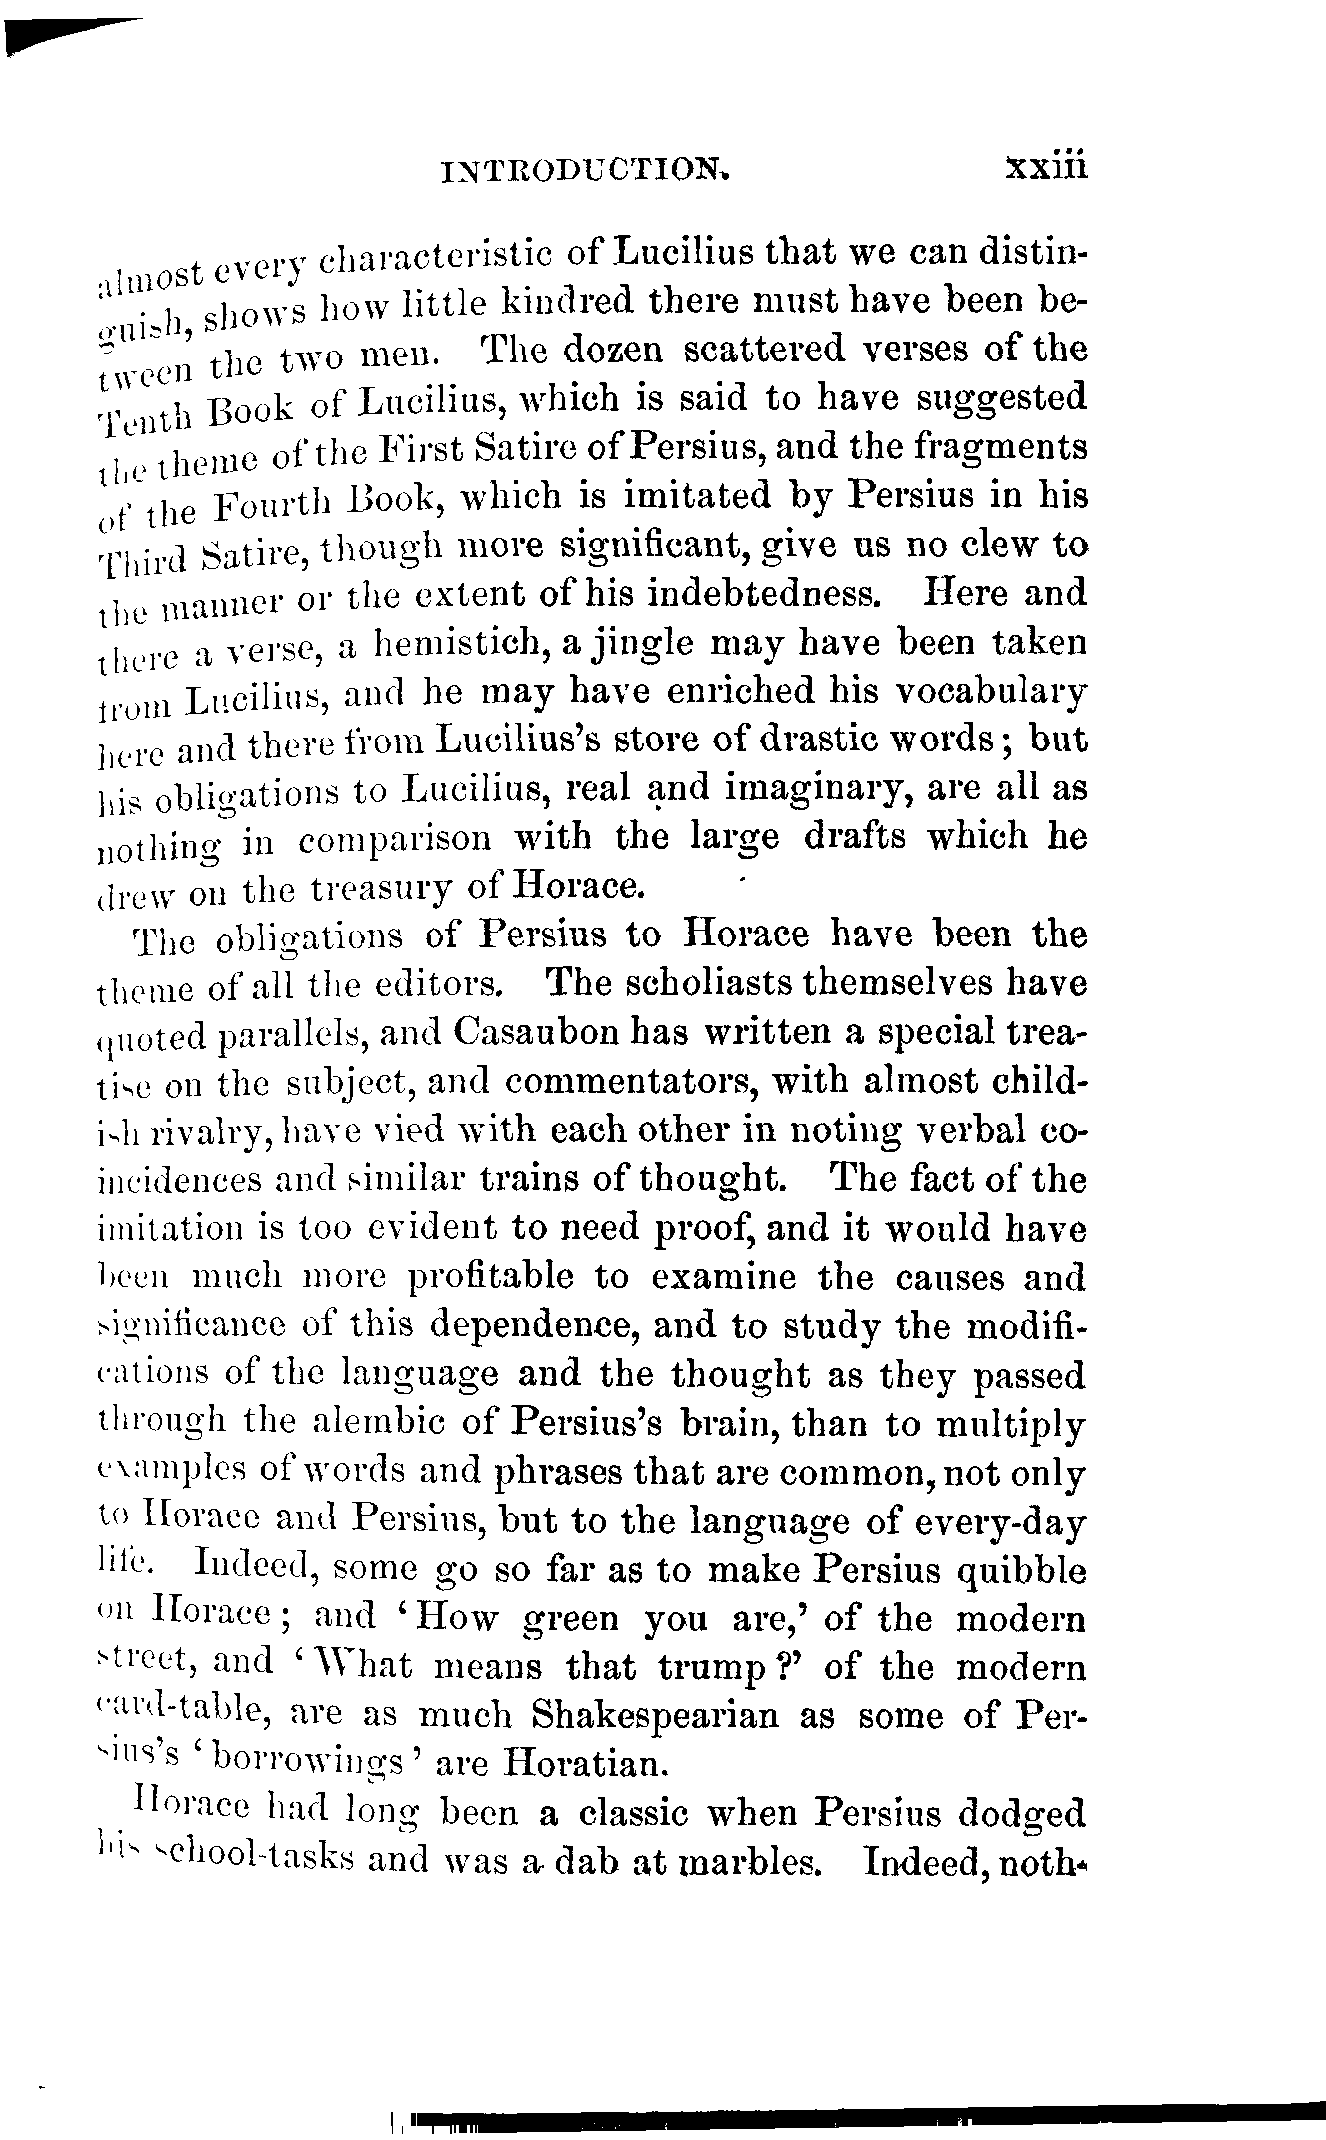 INTRODUCTION. xxiii
almost every characteristic of Lucilius that we can distin-
guish, shows how little kindred there must have been be-
tween the two men. The dozen scattered verses of the
Tenth Book of Lucilius, which is said to have suggested
the theme of the First Satire of Persius, and the fragments
of the Fourth Book, which is imitated by Persius in his
Third Satire, though more significant, give us no clew to
the manner or the extent of his indebtedness. Here and
there a verse, a hemistich, a jingle may have been taken
from Lucilius, and he may have enriched his vocabulary
here and there from Lucilius's store of drastic words; but
his obligations to Lucilius, real and imaginary, are all as
nothing in comparison with the large drafts which he
drew on the treasury of Horace.
The obligations of Persius to Horace have been the
theme of all the editors. The scholiasts themselves have
quoted parallels, and Casaubon has written a special trea-
tise on the subject, and commentators, with almost child-
ish rivalry, have vied with each other in noting verbal co-
incidences and similar trains of thought. The fact of the
imitation is too evident to need proof, and it would have
been much more profitable to examine the causes and
significance of this dependence, and to study the modifi-
cations of the language and the thought as they passed
through the alembic of Persius's brain, than to multiply
examples of words and phrases that are common, not only
to Horace and Persius, but to the language of every-day
life. Indeed, some go so far as to make Persius quibble
on Horace; and 'How green you are,' of the modern
street, and 'What means that trump?' of the modern
card-table, are as much Shakespearian as some of Per-
sius's 'borrowings' are Horatian.
Horace had long been a classic when Persius dodged
his school-tasks and was a dab at marbles. Indeed, noth-